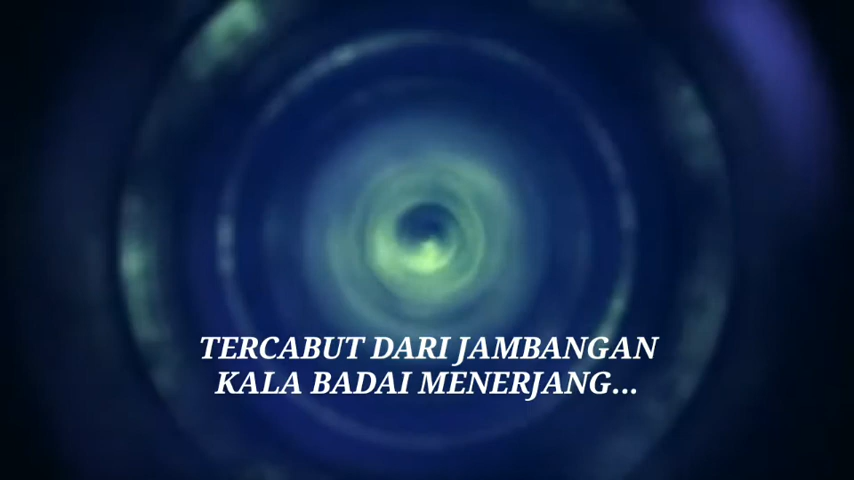 TERCABUT DARI JAMBANGAN
KALA BADAI MENERJANG...